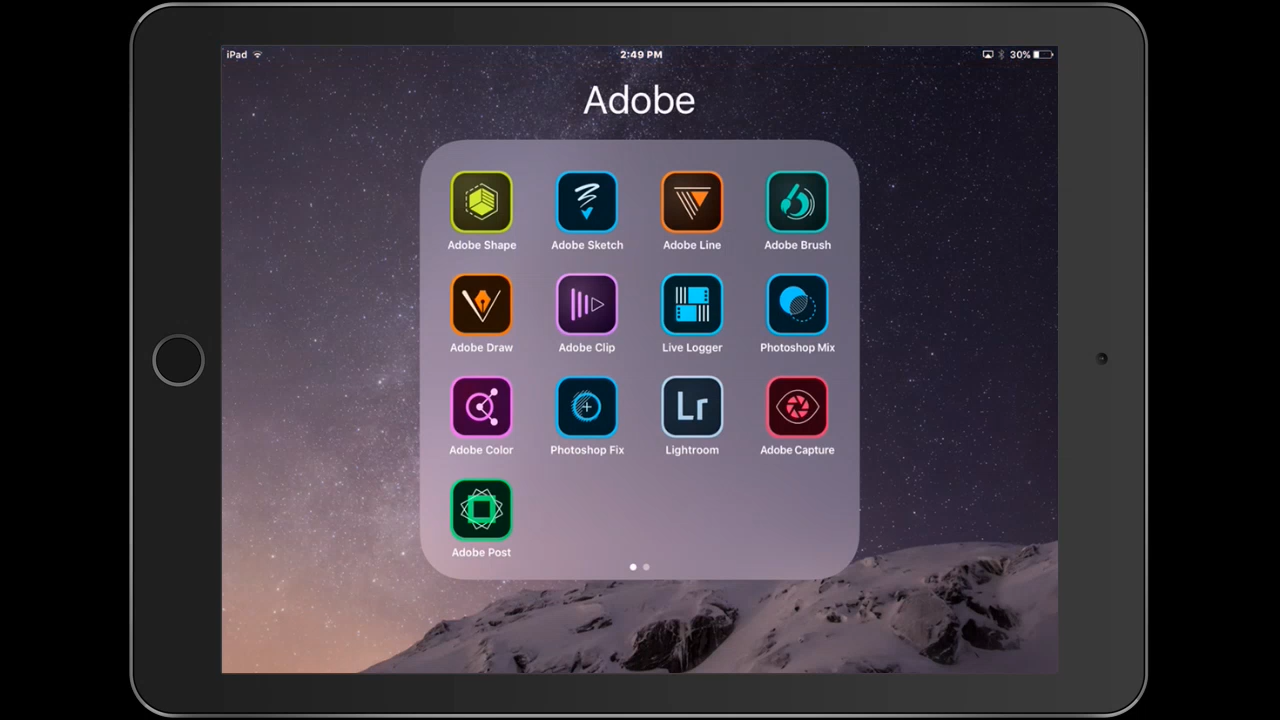 iPad 2:49 PM 30%
Adobe
Adobe Shape Adobe Sketch Adobe Line Adobe Brush
Adobe Draw Adobe Clip Live Logger Photoshop Mix
Lr
Adobe Color Photoshop Fix Lightroom Adobe Capture
Adobe Post